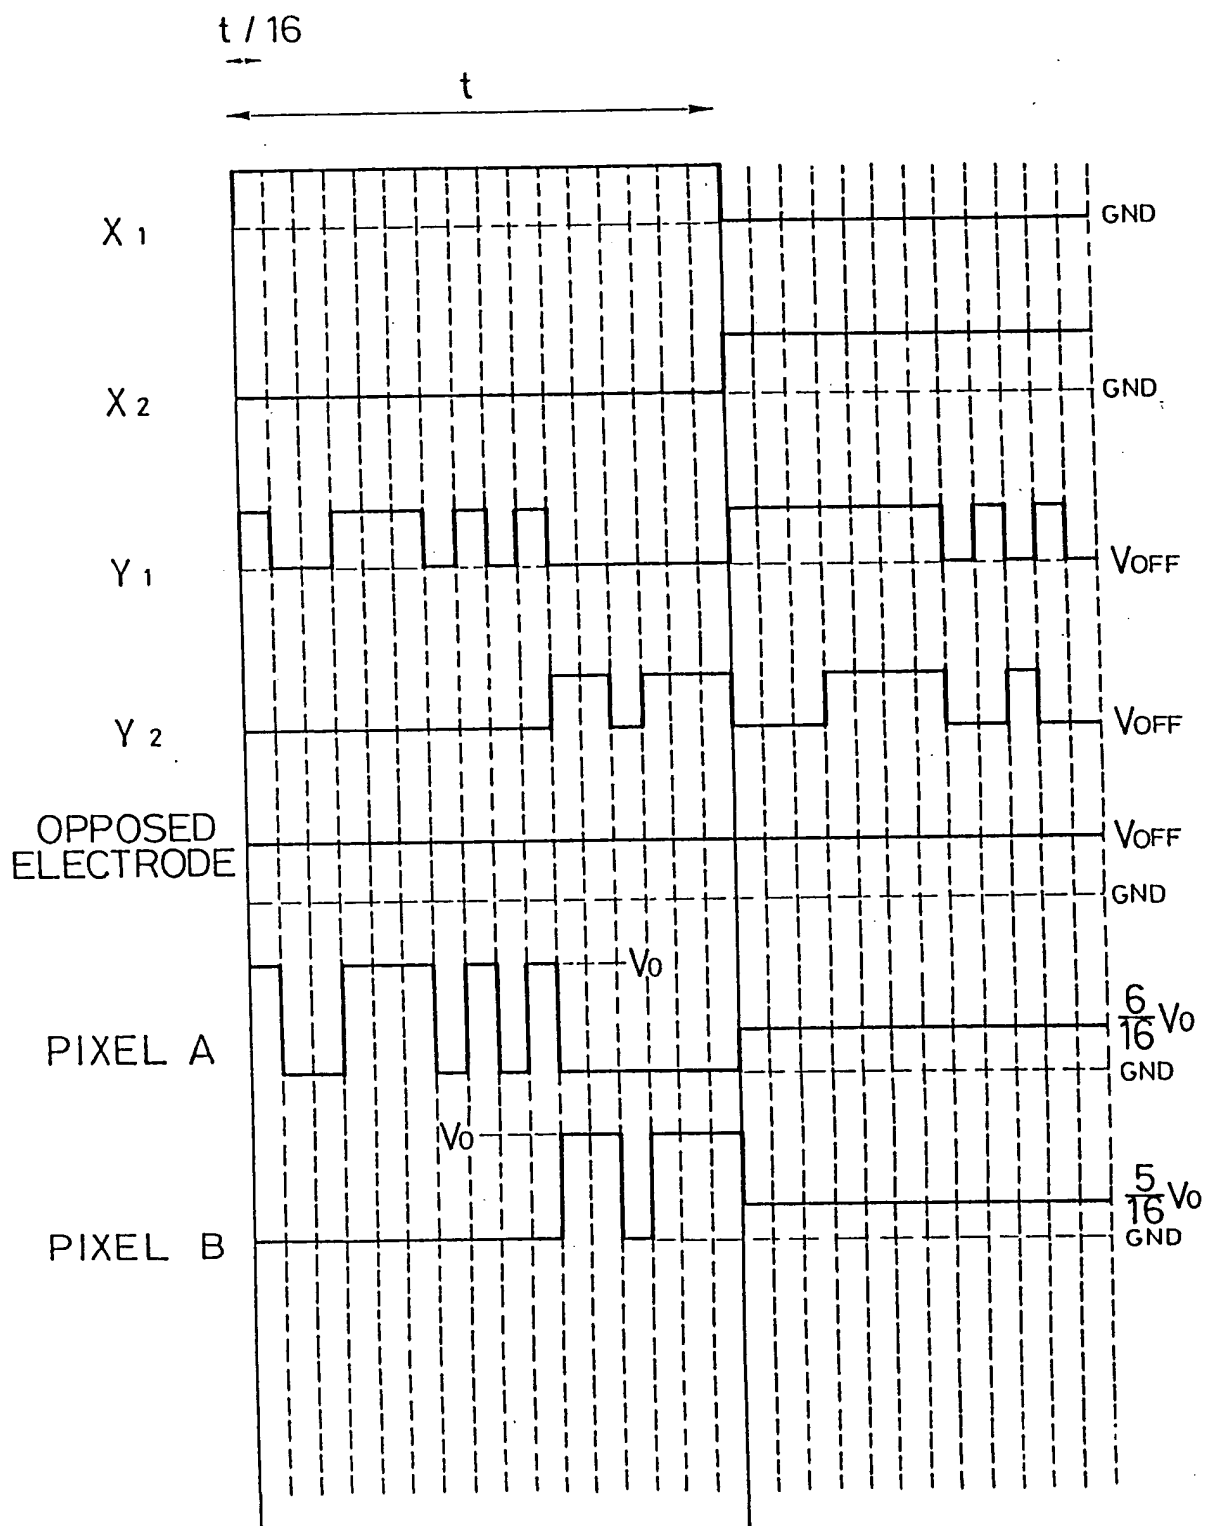 t / 16
t
X 1
GND
X 2
GND
Y 1
VOFF
Y 2
VOFF
OPPOSED
ELECTRODE
VOFF
GND
V0
PIXEL A
6/16 V0
GND
V0
PIXEL B
5/16 V0
GND